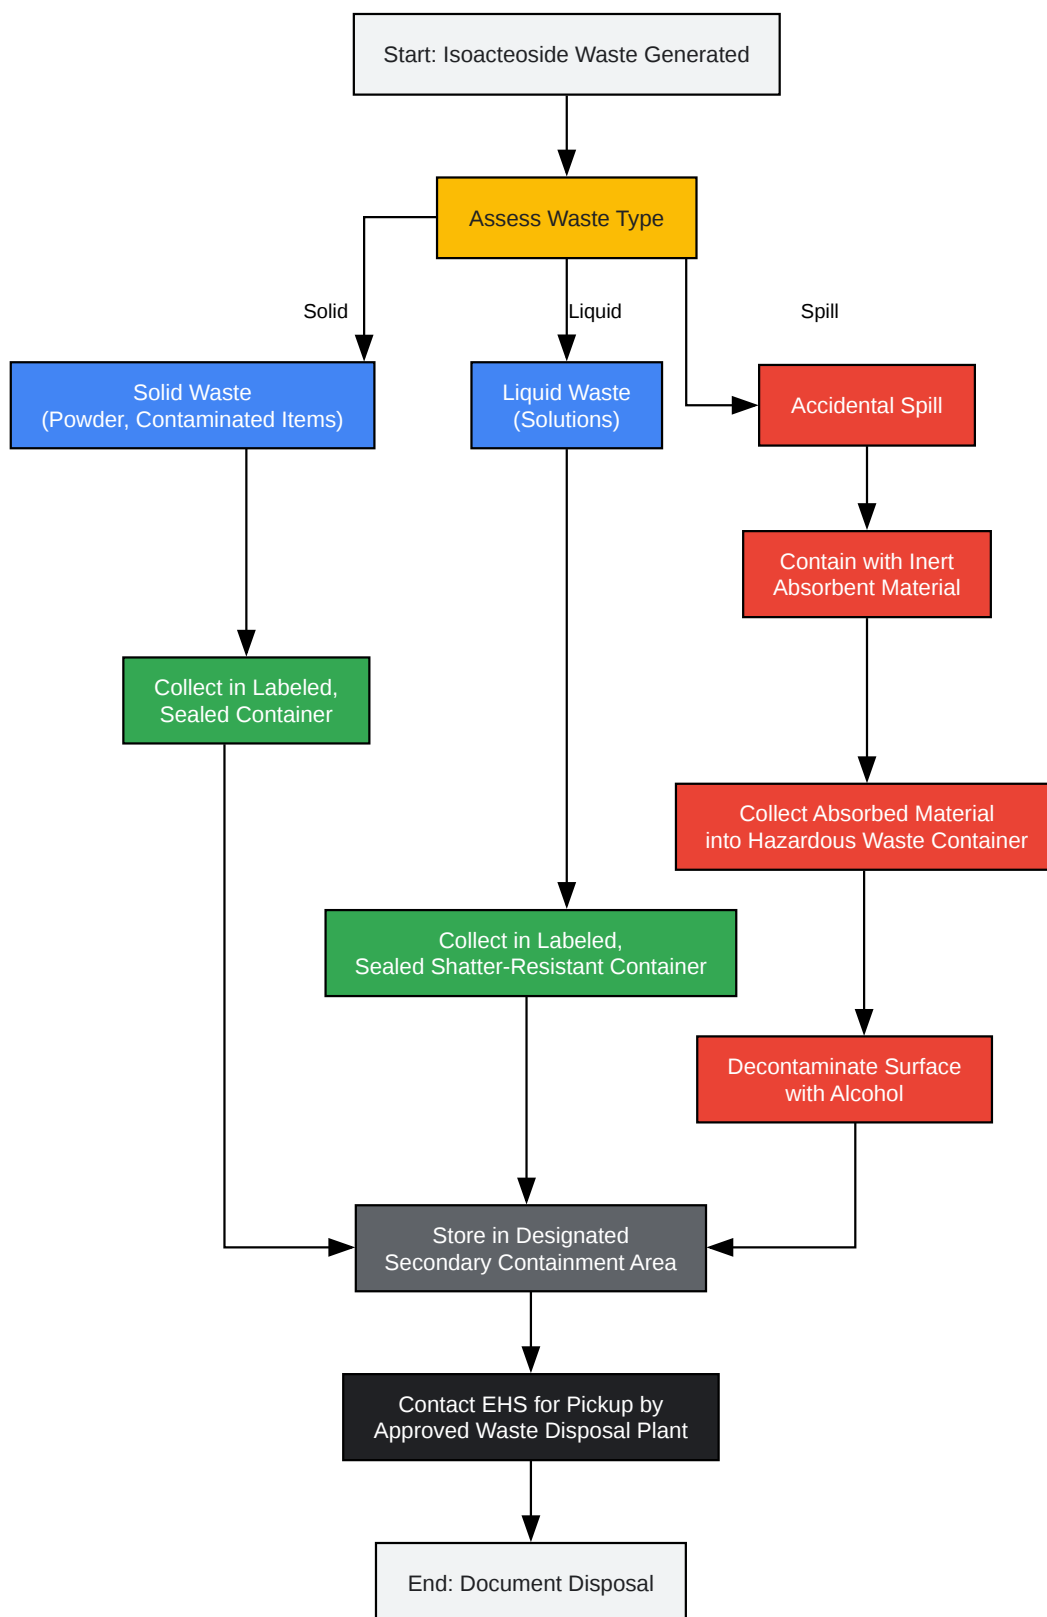 Start: Isoacteoside Waste Generated
Assess Waste Type
Solid
Liquid
Spill
Solid Waste
(Powder, Contaminated Items)
Liquid Waste
(Solutions)
Accidental Spill
Contain with Inert
Absorbent Material
Collect in Labeled,
Sealed Container
Collect Absorbed Material
into Hazardous Waste Container
Collect in Labeled,
Sealed Shatter-Resistant Container
Decontaminate Surface
with Alcohol
Store in Designated
Secondary Containment Area
Contact EHS for Pickup by
Approved Waste Disposal Plant
End: Document Disposal